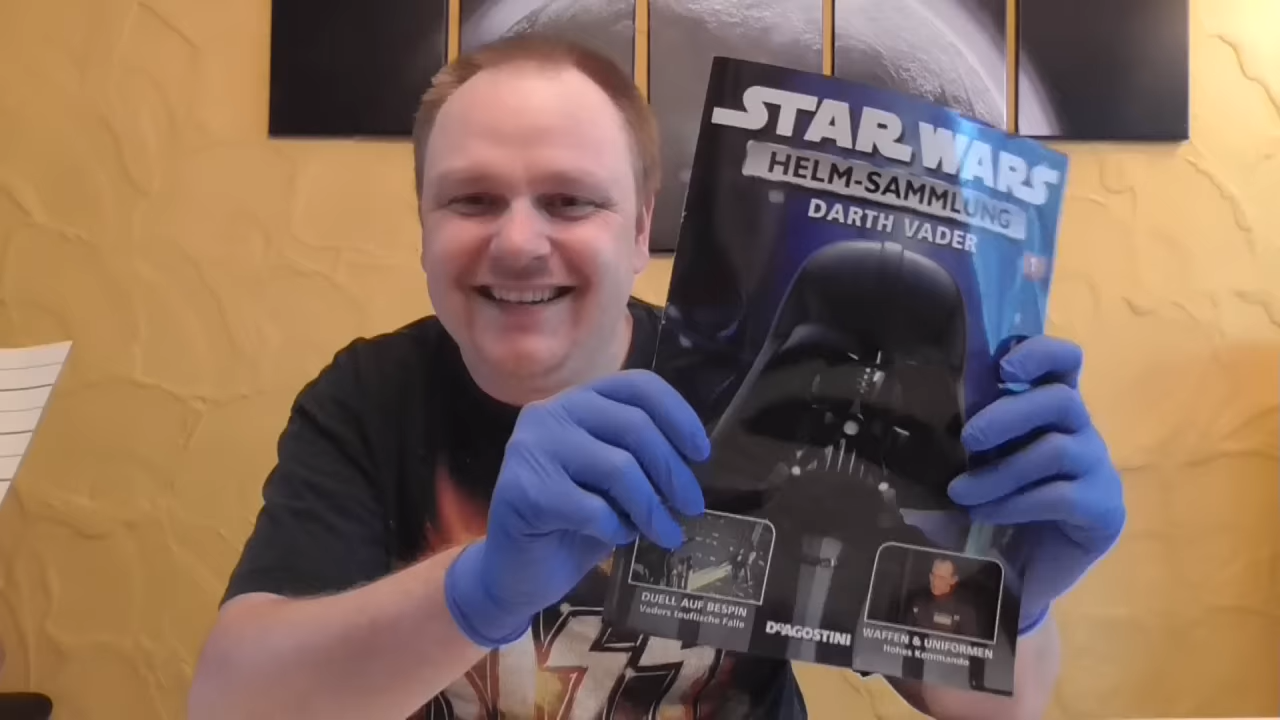 STAR WARS
HELM-SAMMLUNG
DARTH VADER
DUELL AUF BESPIN
Vaders teuflische Falle
DeAGOSTINI
WAFFEN & UNIFORMEN
Hohes Kommando